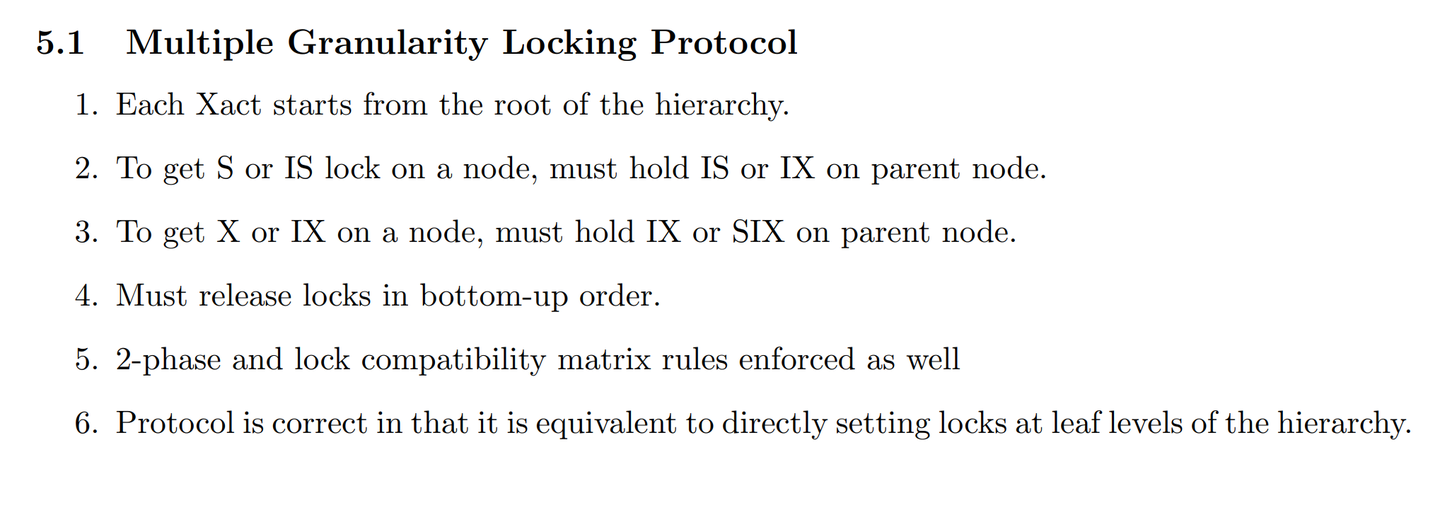 5.1 Multiple Granularity Locking Protocol
1. Each Xact starts from the root of the hierarchy.
2. To get S or IS lock on a node, must hold IS or IX on parent node.
3. To get X or IX on a node, must hold IX or SIX on parent node.
4. Must release locks in bottom-up order.
5. 2-phase and lock compatibility matrix rules enforced as well
6. Protocol is correct in that it is equivalent to directly setting locks at leaf levels of the hierarchy.